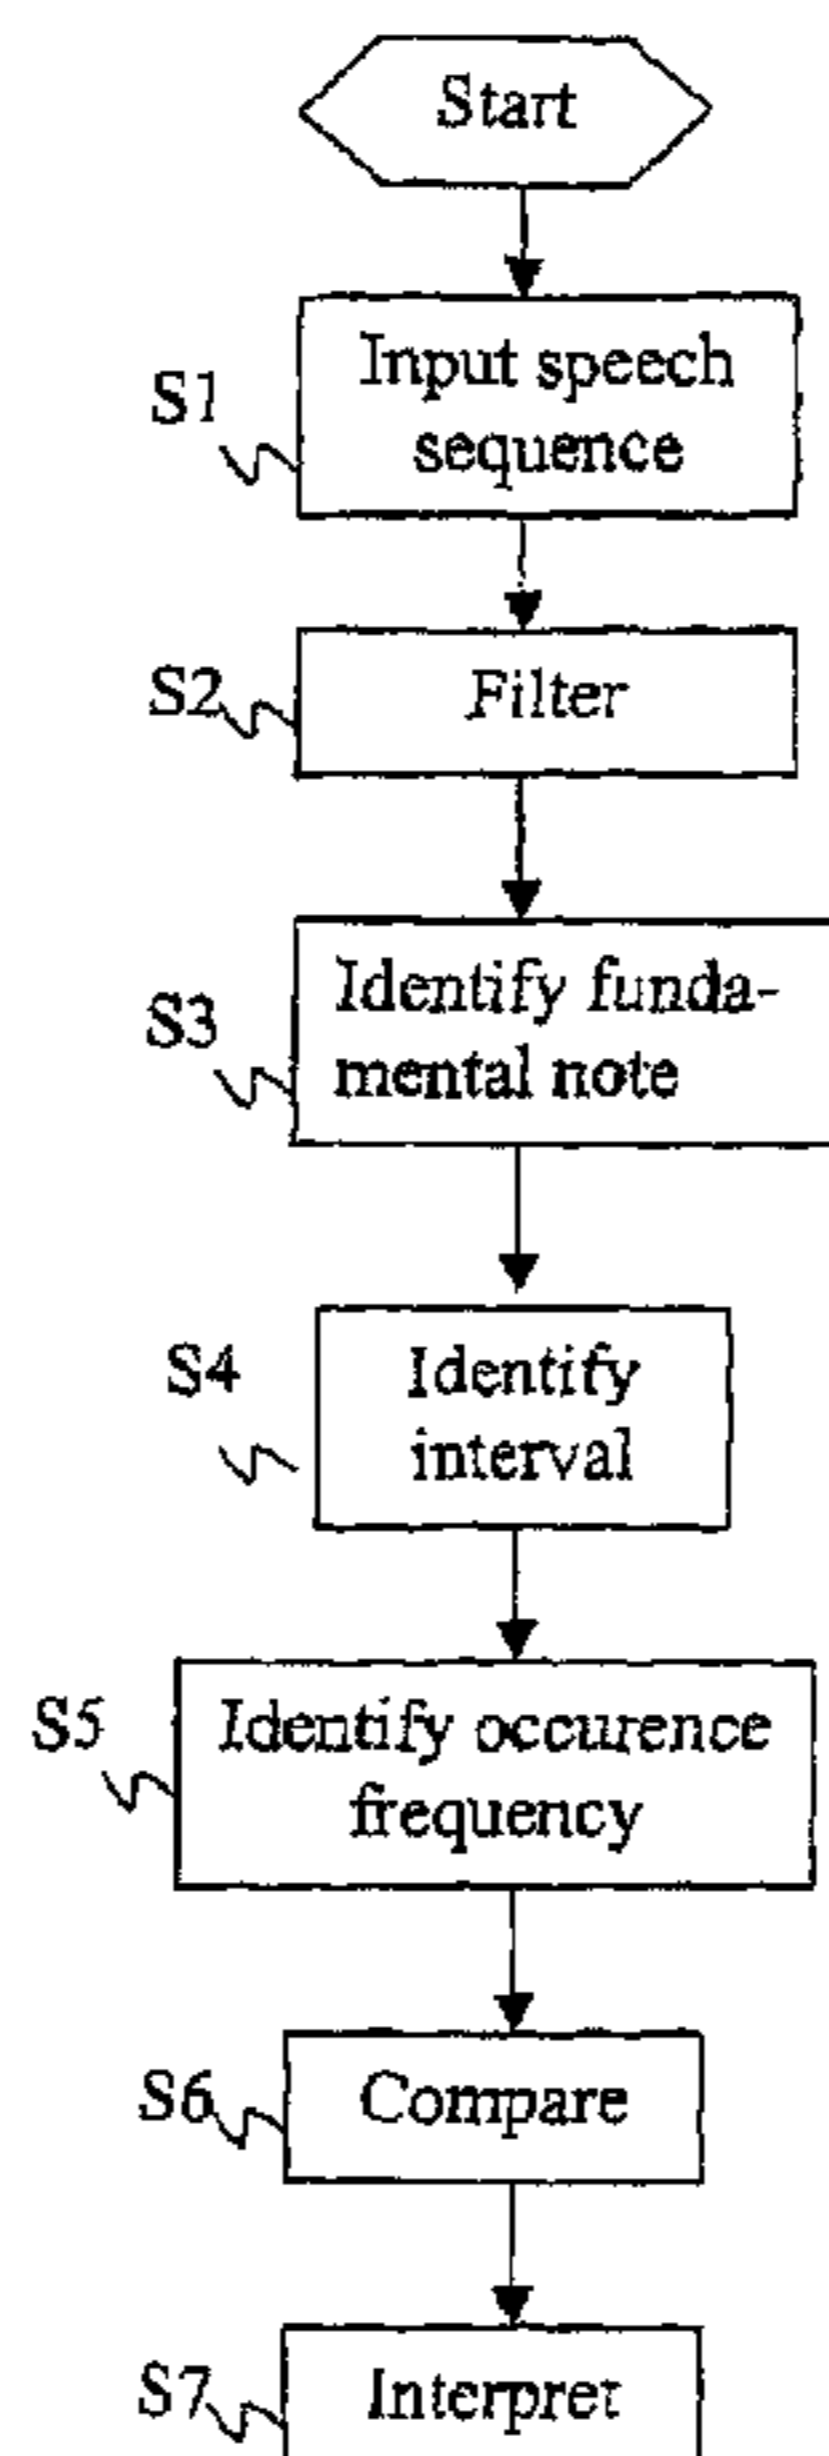 Start
S1
Input speech
sequence
S2
Filter
S3
Identify funda-
mental note
S4
Identify
interval
S5
Identify occurence
frequency
S6
Compare
S7
Interpret